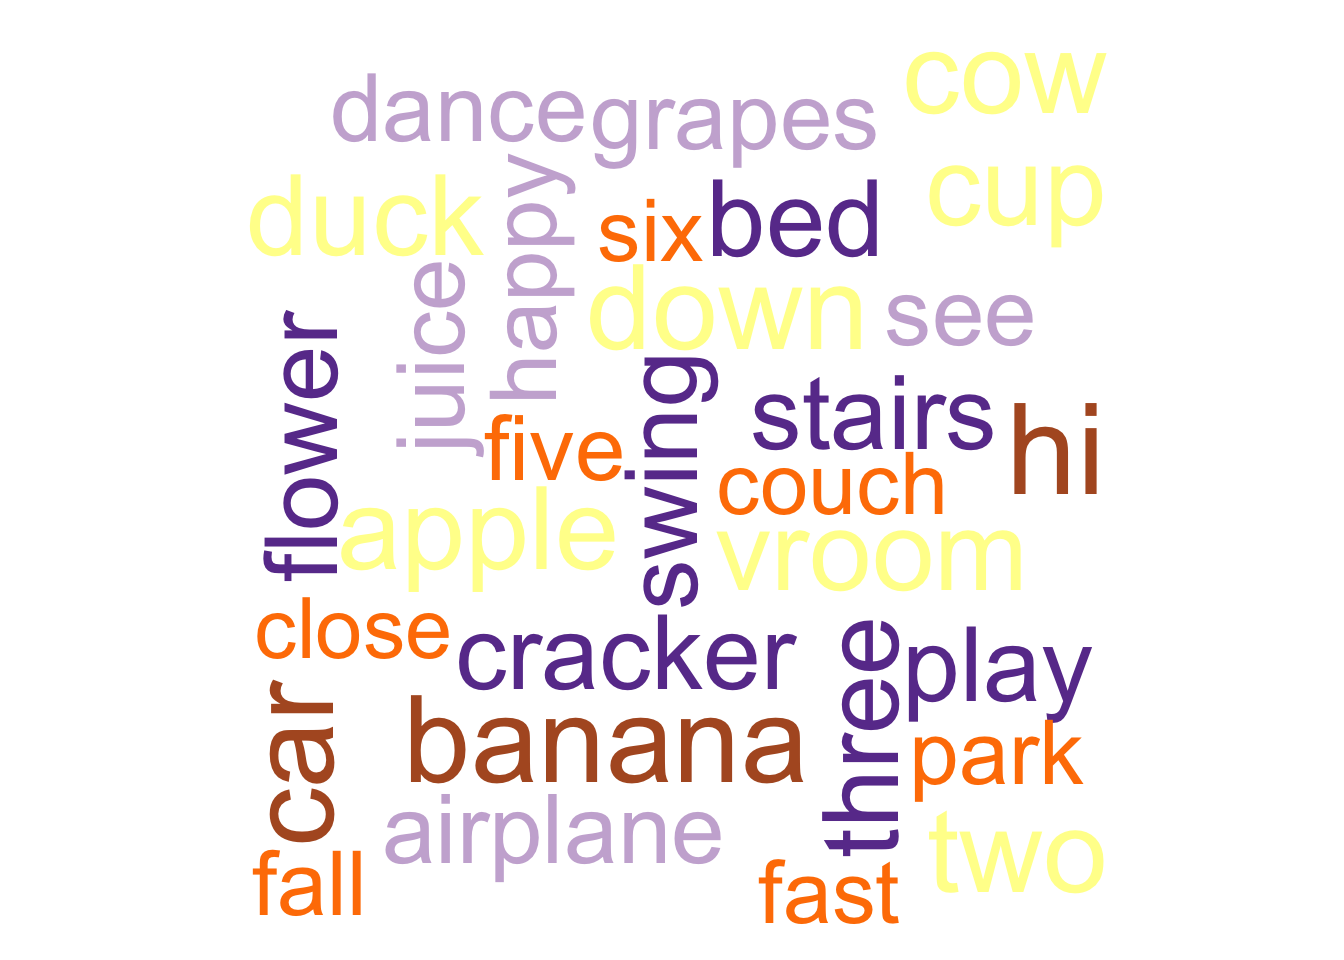 cow
dance grapes
cup
duck
happy
six bed
juice
down see
flower
swing
stairs
hi
five
couch
apple
vroom
close
cracker
three
play
car
banana
park
airplane
two
fall
fast